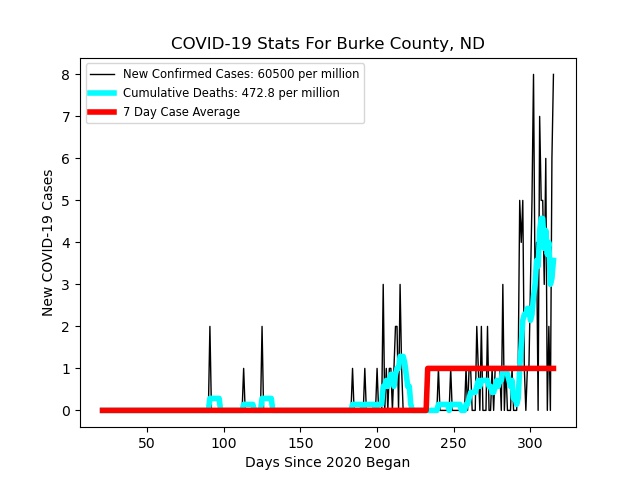 COVID-19 Stats For Burke County, ND
New Confirmed Cases: 60500 per million
Cumulative Deaths: 472.8 per million
7 Day Case Average
New COVID-19 Cases
8
7
6
5
4
3
2
1
0
50 100 150 200 250 300
Days Since 2020 Began